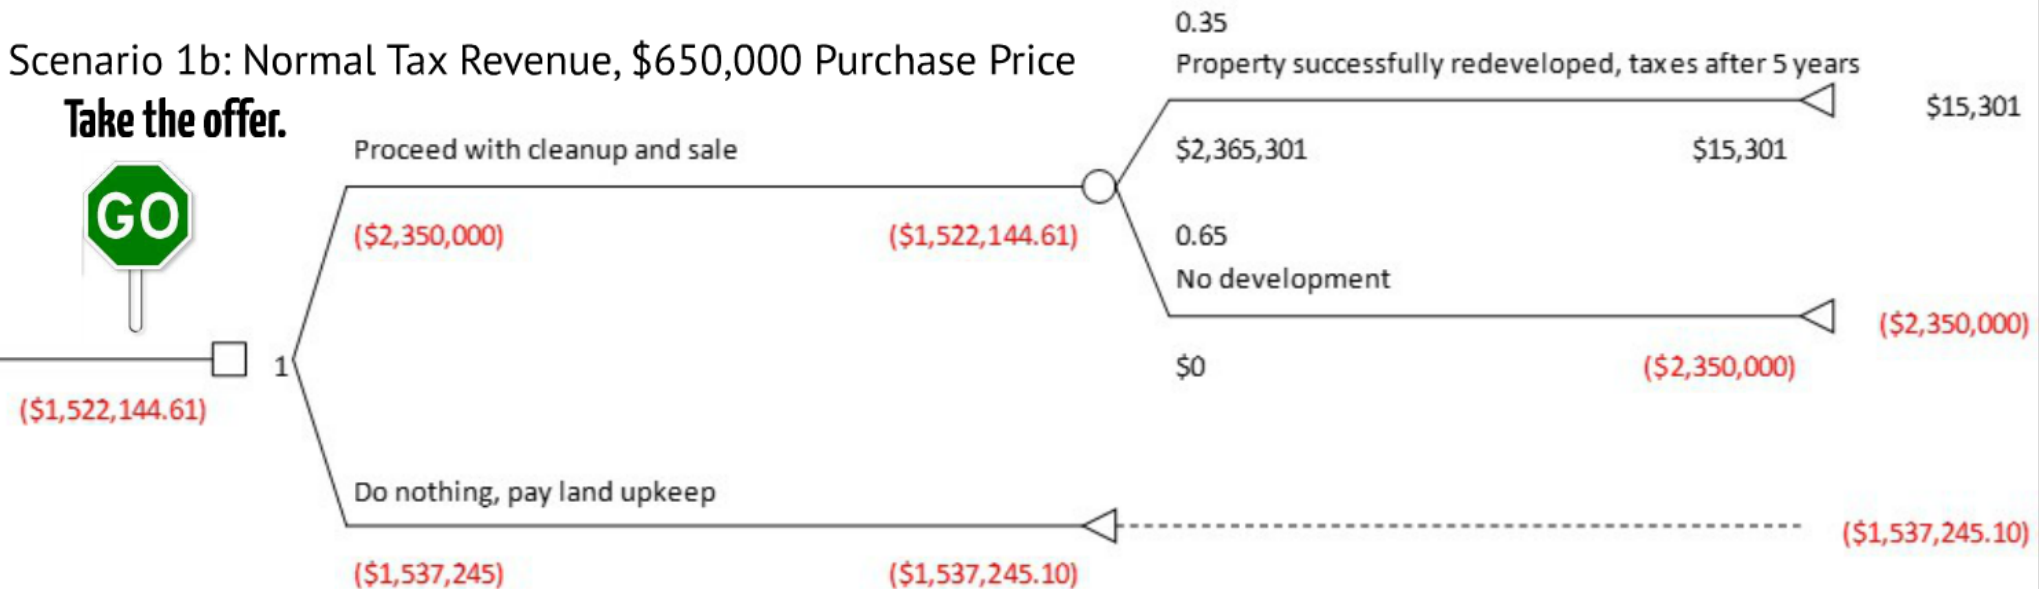 Scenario 1b: Normal Tax Revenue, $650,000 Purchase Price
Take the offer.
GO
0.35
Property successfully redeveloped, taxes after 5 years
$15,301
Proceed with cleanup and sale
$2,365,301
$15,301
($2,350,000)
($1,522,144.61)
0.65
No development
($2,350,000)
1
$0
($2,350,000)
($1,522,144.61)
Do nothing, pay land upkeep
($1,537,245.10)
($1,537,245)
($1,537,245.10)